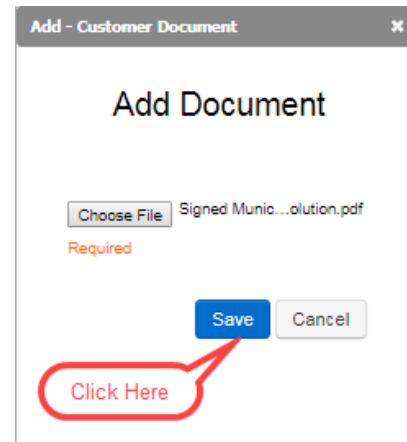 Add - Customer Document ×
Add Document
Choose File Signed Munic...olution.pdf
Required
Save Cancel
Click Here